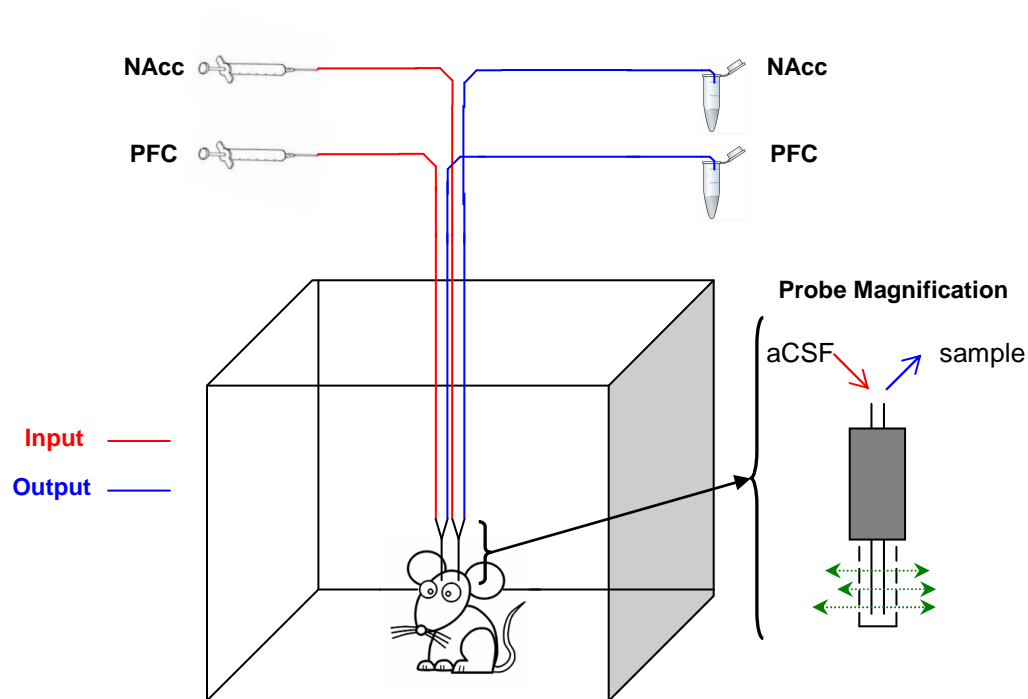 NAcc
NAcc
PFC
PFC
Probe Magnification
aCSF
sample
Input
Output